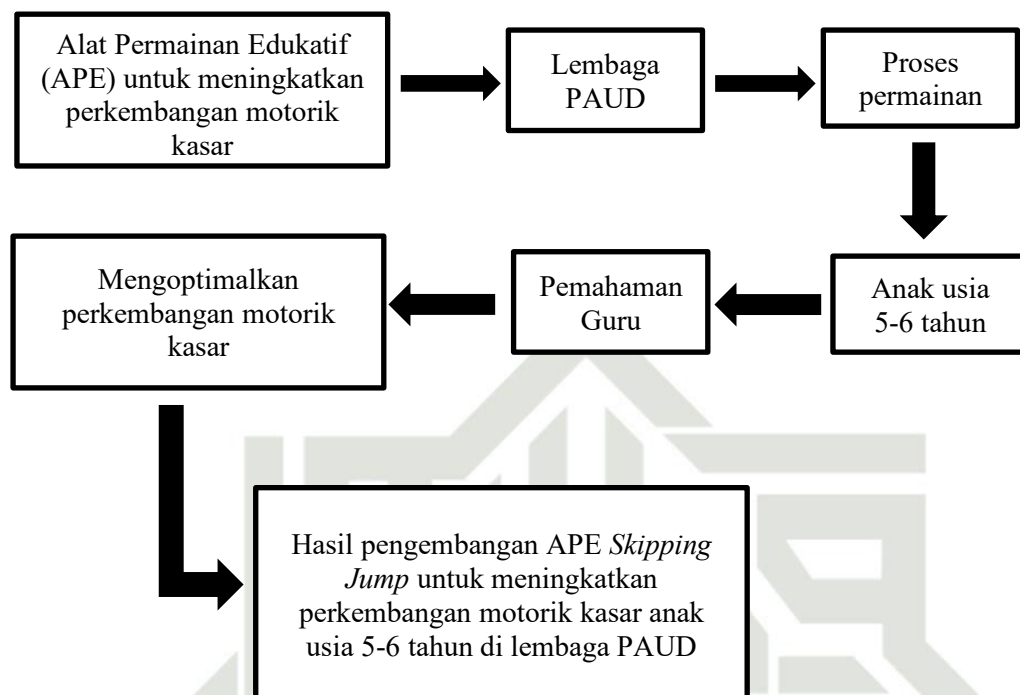 Alat Permainan Edukatif
(APE) untuk meningkatkan
perkembangan motorik
kasar
Lembaga
PAUD
Proses
permainan
Anak usia
5-6 tahun
Pemahaman
Guru
Mengoptimalkan
perkembangan motorik
kasar
Hasil pengembangan APE Skipping
Jump untuk meningkatkan
perkembangan motorik kasar anak
usia 5-6 tahun di lembaga PAUD